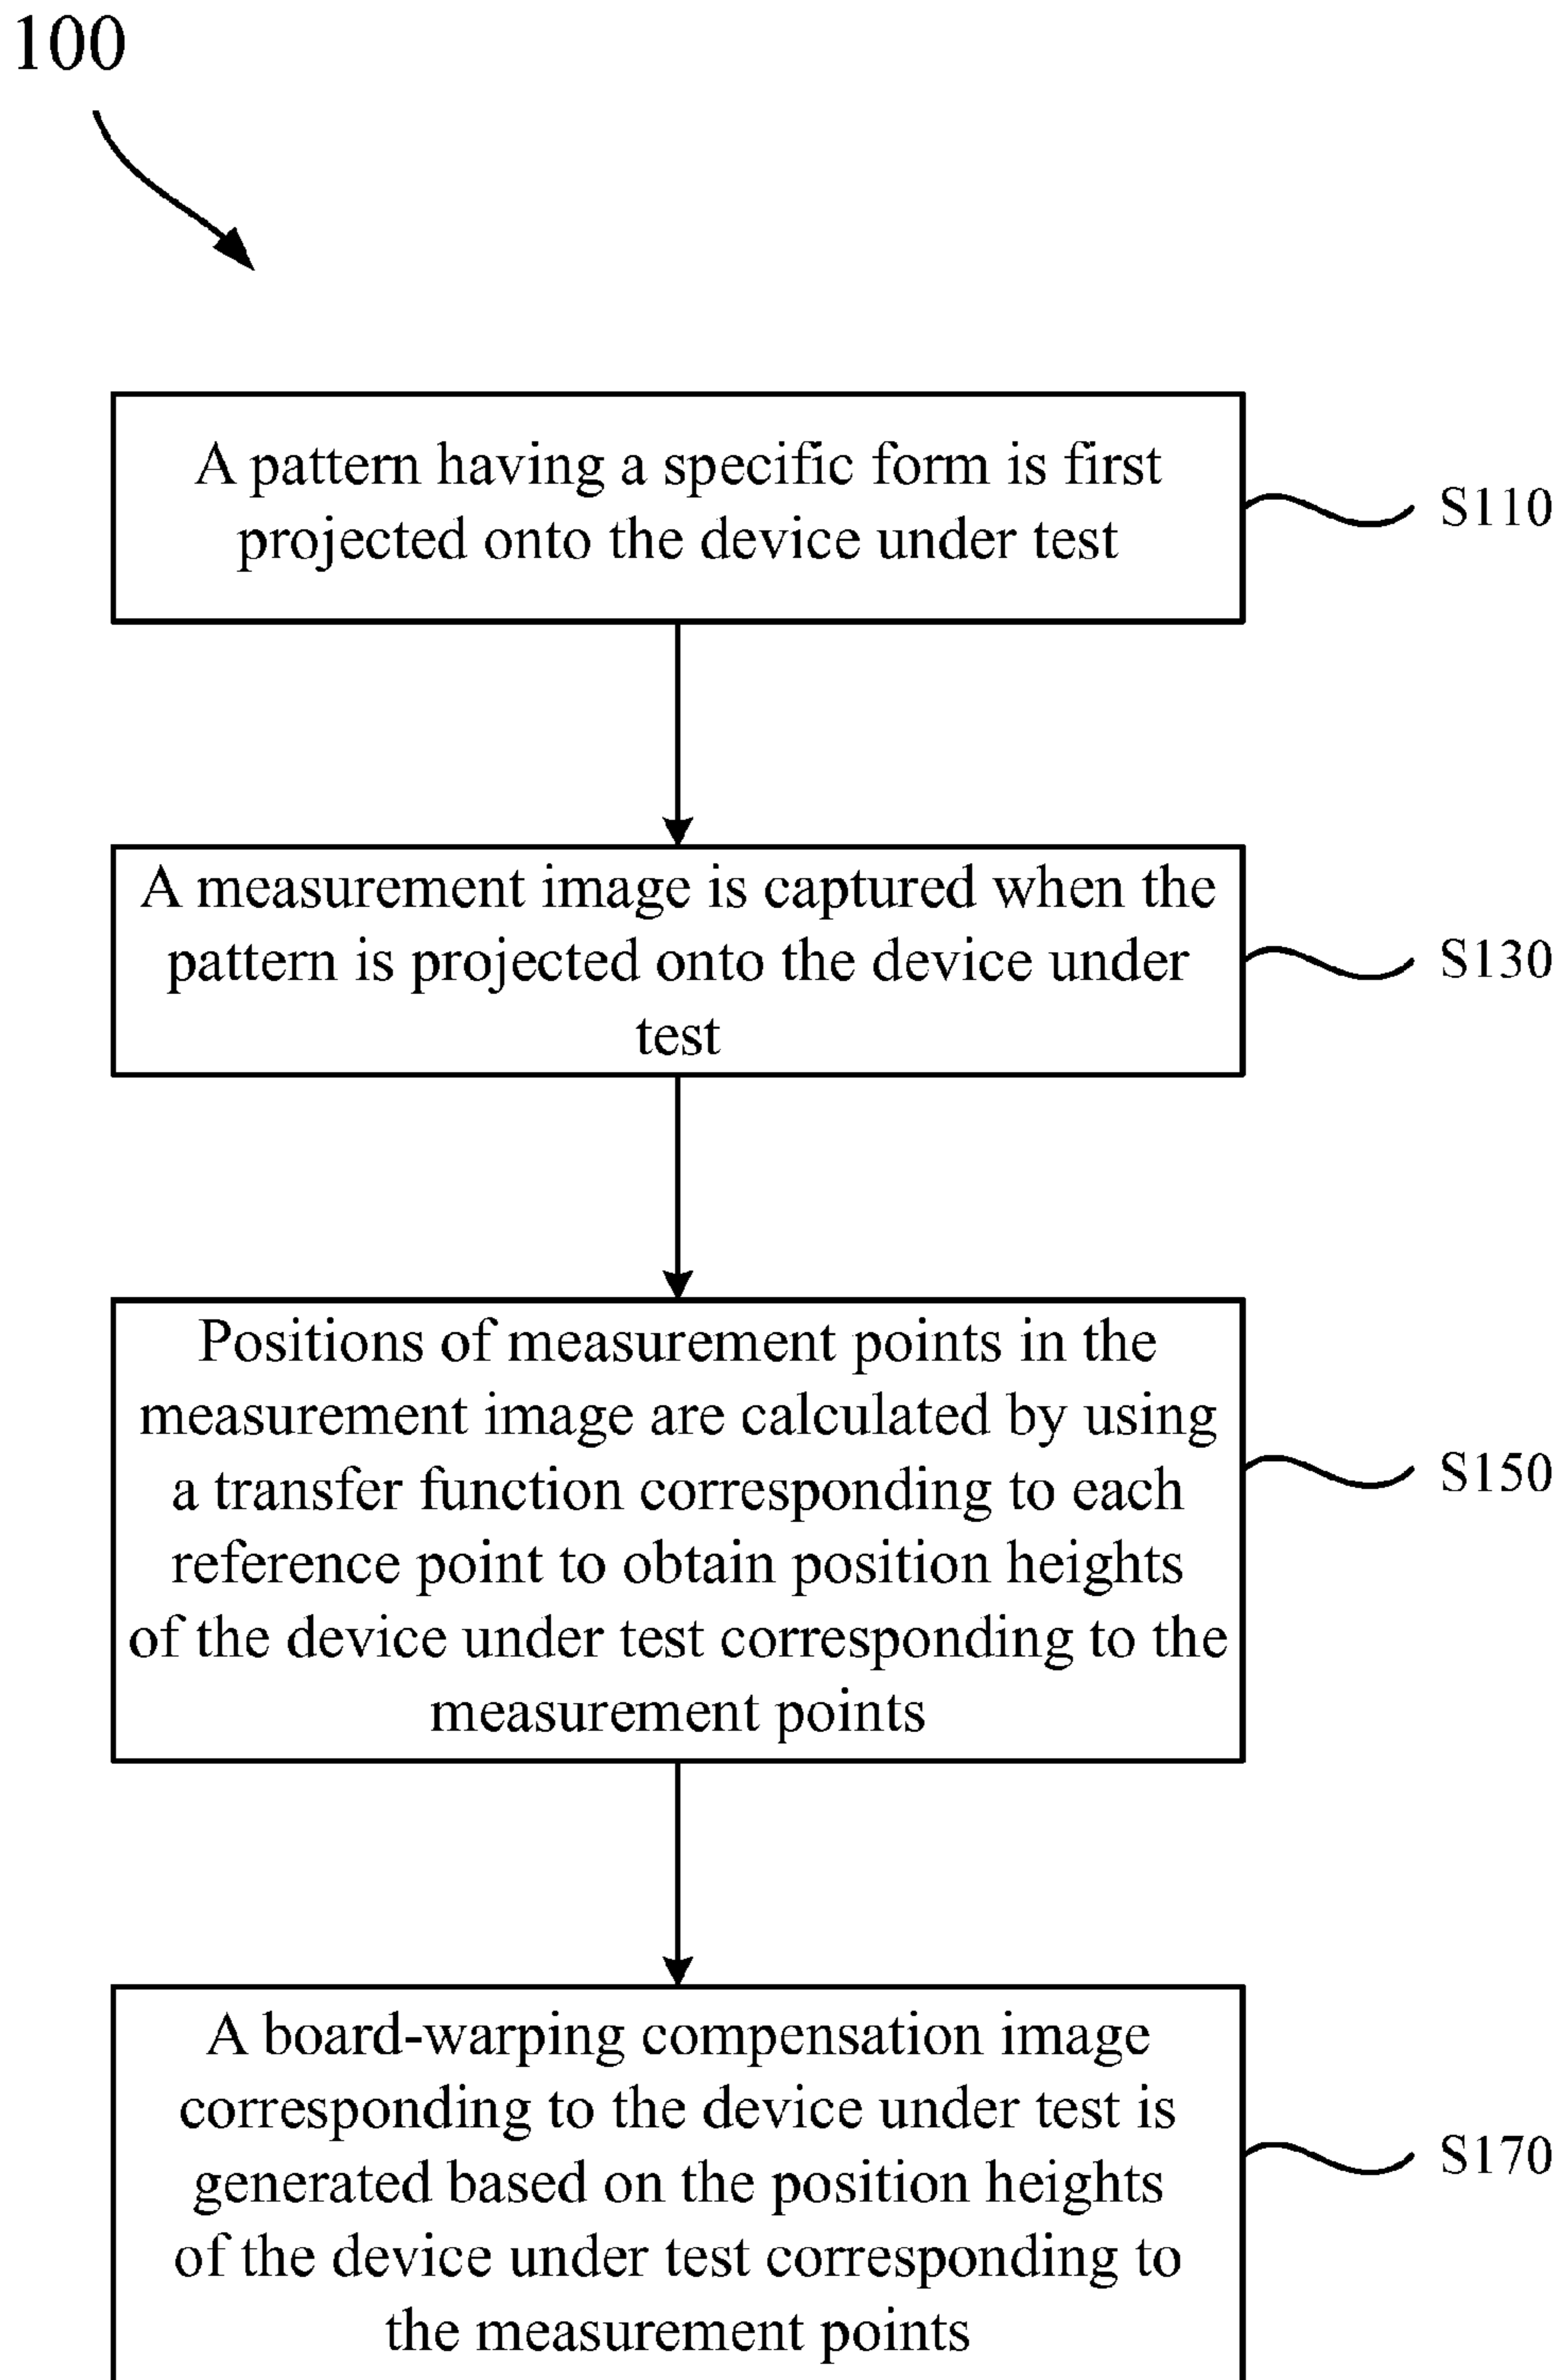 100
A pattern having a specific form is first
projected onto the device under test
S110
A measurement image is captured when the
pattern is projected onto the device under
test
S130
Positions of measurement points in the
measurement image are calculated by using
a transfer function corresponding to each
reference point to obtain position heights
of the device under test corresponding to the
measurement points
S150
A board-warping compensation image
corresponding to the device under test is
generated based on the position heights
of the device under test corresponding to
the measurement points
S170